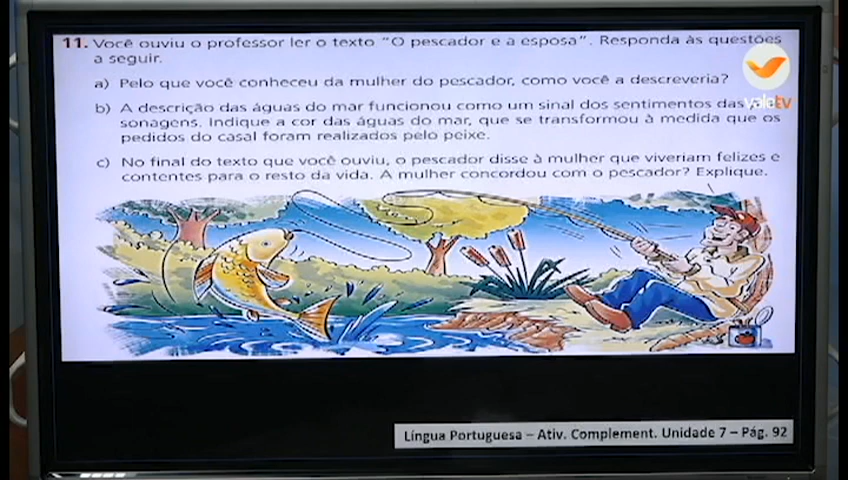 11. Você ouviu o professor ler o texto "O pescador e a esposa". Responda às questões
a seguir.
a) Pelo que você conheceu da mulher do pescador, como você a descreveria?
b) A descrição das águas do mar funcionou como um sinal dos sentimentos das
sonagens. Indique a cor das águas do mar, que se transformou à medida que os
pedidos do casal foram realizados pelo peixe.
c) No final do texto que você ouviu, o pescador disse à mulher que viveriam felizes e
contentes para o resto da vida. A mulher concordou com o pescador? Explique.
valetv
Língua Portuguesa – Ativ. Complement. Unidade 7 – Pág. 92